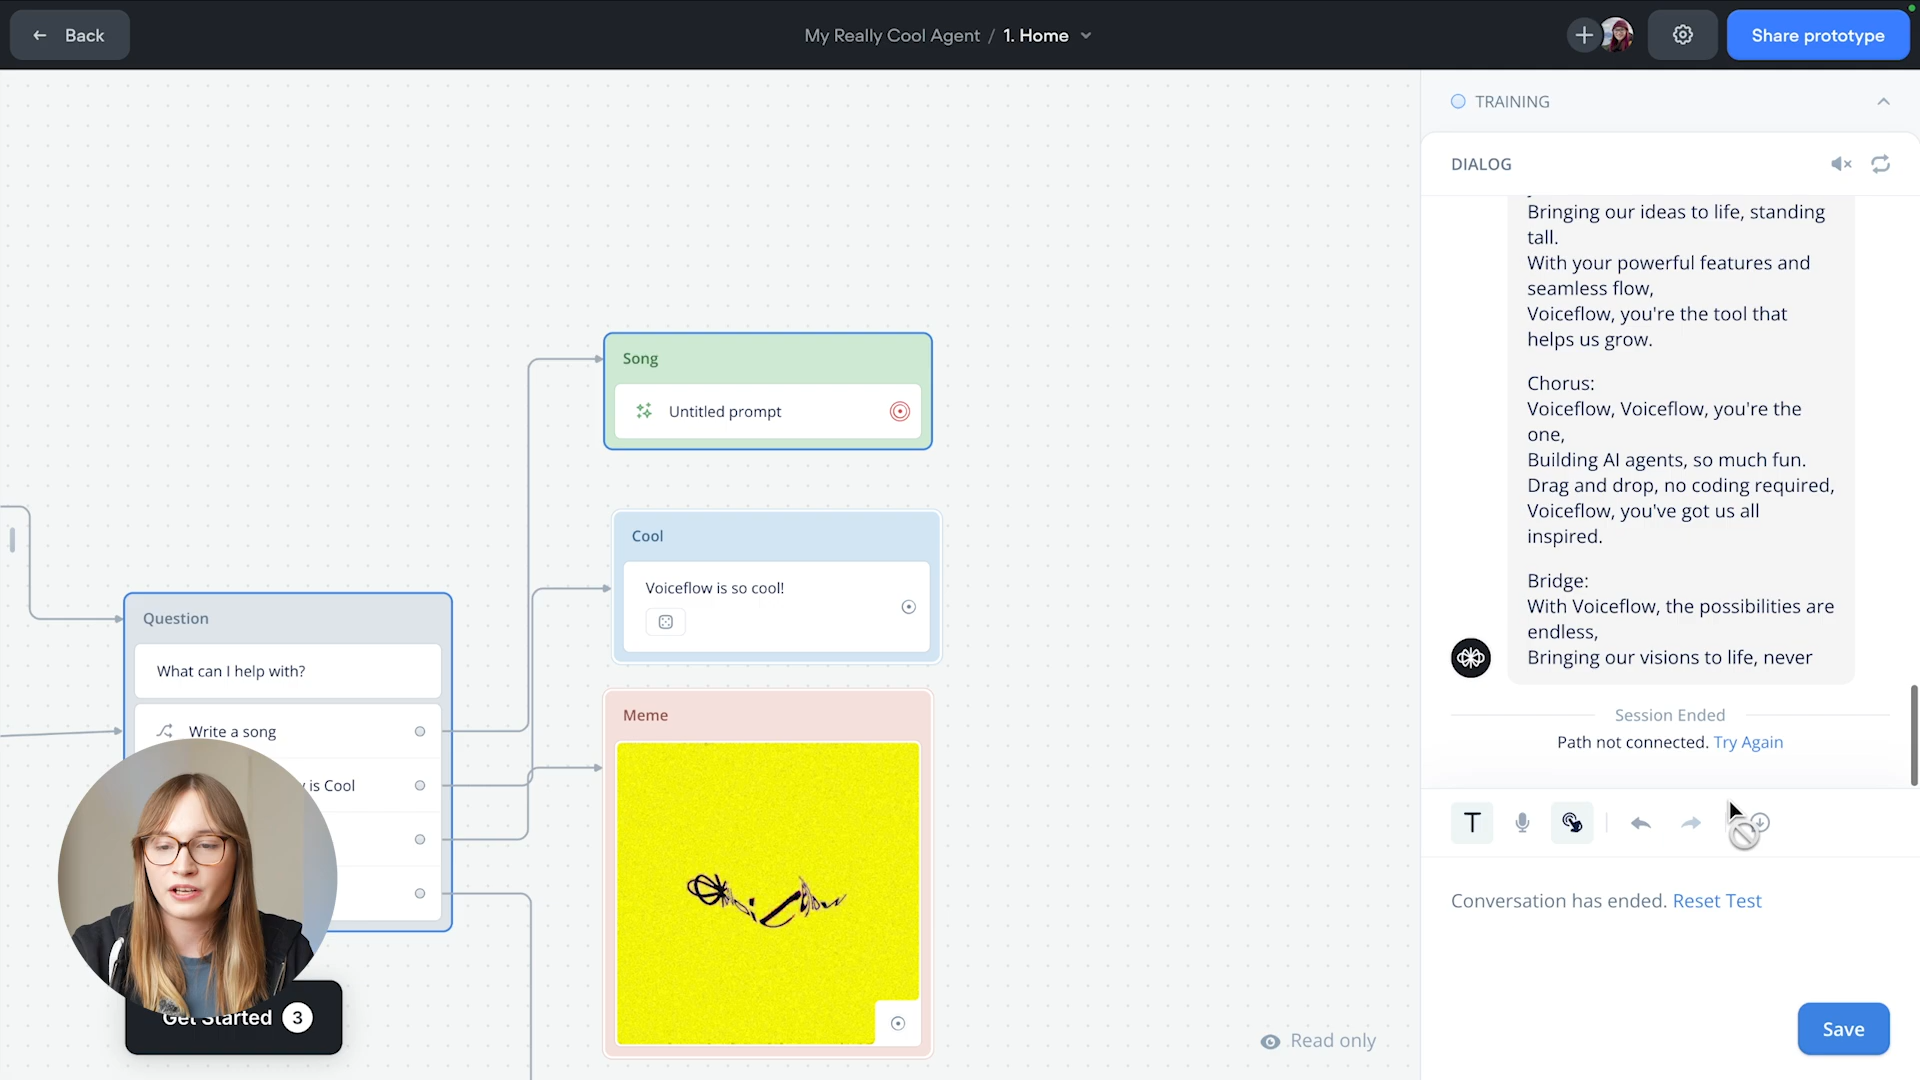 Back
My Really Cool Agent / 1. Home
Share prototype
TRAINING
DIALOG
Bringing our ideas to life, standing
tall.
With your powerful features and
seamless flow,
Voiceflow, you're the tool that
helps us grow.
Chorus:
Voiceflow, Voiceflow, you're the
one,
Building AI agents, so much fun.
Drag and drop, no coding required,
Voiceflow, you've got us all
inspired.
Bridge:
With Voiceflow, the possibilities are
endless,
Bringing our visions to life, never
Session Ended
Path not connected. Try Again
T
Conversation has ended. Reset Test
Save
Song
Untitled prompt
Cool
Voiceflow is so cool!
Meme
Question
What can I help with?
Write a song
is Cool
Get Started 3
Read only